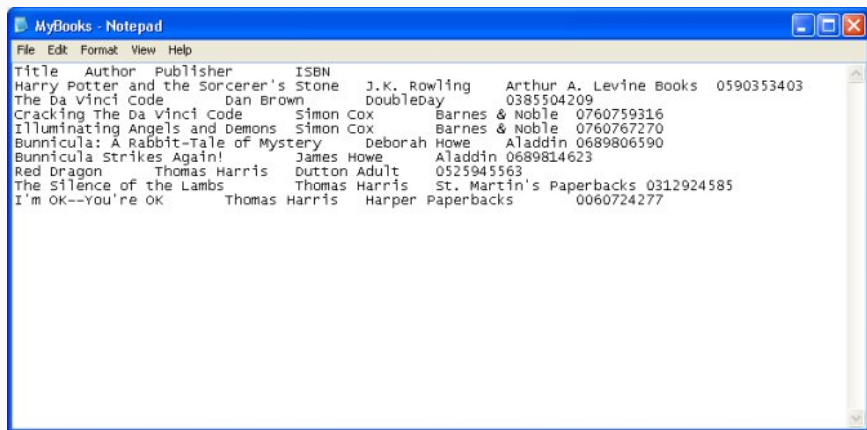 MyBooks - Notepad
File Edit Format View Help
Title Author Publisher ISBN
Harry Potter and the Sorcerer's Stone J.K. Rowling Arthur A. Levine Books 0590353403
The Da Vinci Code Dan Brown DoubleDay 0385504209
Cracking The Da Vinci Code Simon Cox Barnes & Noble 0760759316
Illuminating Angels and Demons Simon Cox Barnes & Noble 0760767270
Bunnicula: A Rabbit-Tale of Mystery Deborah Howe Aladdin 0689806590
Bunnicula Strikes Again! James Howe Aladdin 0689814623
Red Dragon Thomas Harris Dutton Adult 0525945563
The Silence of the Lambs Thomas Harris St. Martin's Paperbacks 0312924585
I'm OK--You're OK Thomas Harris Harper Paperbacks 0060724277